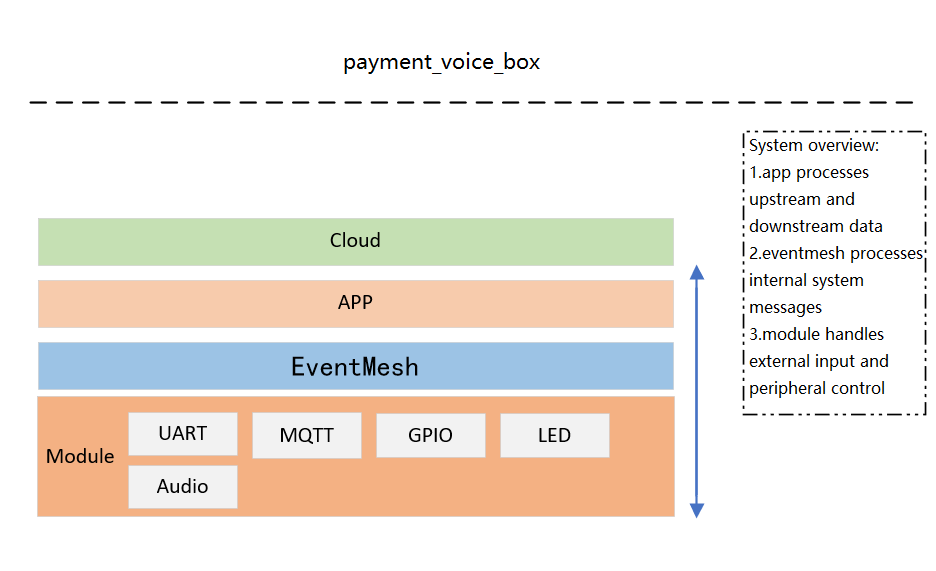 payment_voice_box
System overview:
1.app processes
upstream and
downstream data
2.eventmesh processes
internal system
messages
3.module handles
external input and
peripheral control
Cloud
APP
EventMesh
Module
UART
MQTT
GPIO
LED
Audio